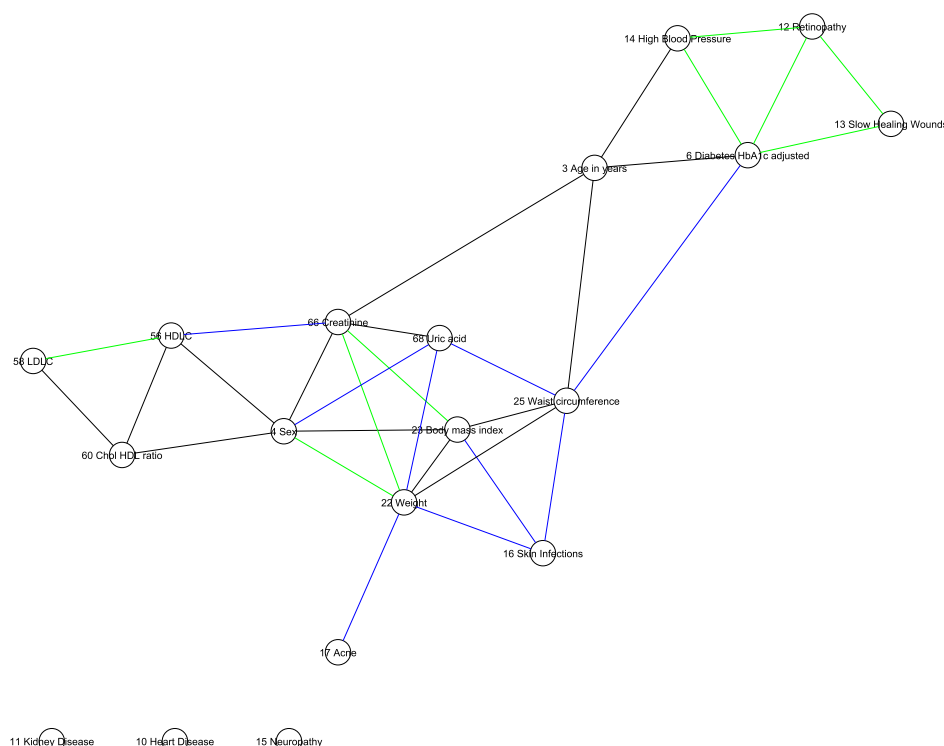 12 Retinopathy
14 High Blood Pressure
13 Slow Healing Wounds
6 Diabetes HbA1c adjusted
3 Age in years
66 Creatinine
56 HDLC
68 Uric acid
58 LDLC
25 Waist circumference
4 Sex
23 Body mass index
60 Chol HDL ratio
22 Weight
16 Skin Infections
17 Acne
11 Kidney Disease
10 Heart Disease
15 Neuropathy